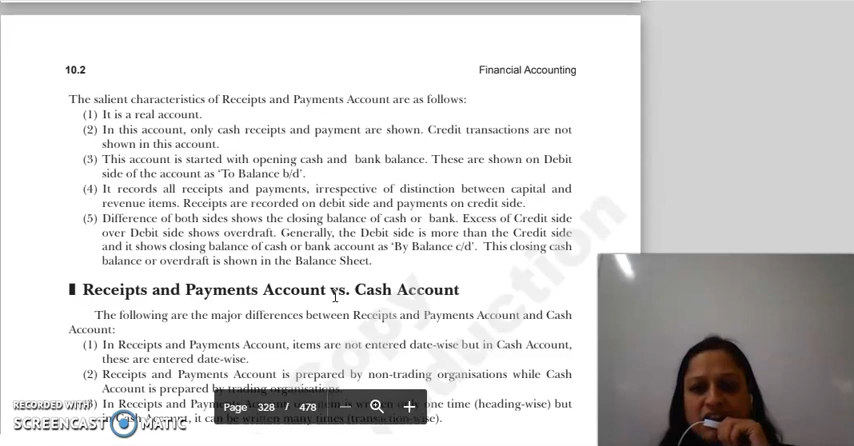 10.2
Financial Accounting
The salient characteristics of Receipts and Payments Account are as follows:
(1) It is a real account.
(2) In this account, only cash receipts and payment are shown. Credit transactions are not
shown in this account.
(3) This account is started with opening cash and bank balance. These are shown on Debit
side of the account as 'To Balance b/d'.
(4) It records all receipts and payments, irrespective of distinction between capital and
revenue items. Receipts are recorded on debit side and payments on credit side.
(5) Difference of both sides shows the closing balance of cash or bank. Excess of Credit side
over Debit side shows overdraft. Generally, the Debit side is more than the Credit side
and it shows closing balance of cash or bank account as 'By Balance c/d'. This closing cash
balance or overdraft is shown in the Balance Sheet.
Receipts and Payments Account vs. Cash Account
The following are the major differences between Receipts and Payments Account and Cash
Account:
(1) In Receipts and Payments Account, items are not entered date-wise but in Cash Account,
these are entered date-wise.
(2) Receipts and Payments Account is prepared by non-trading organisations while Cash
Account is prepared by trading organisations.
In Receipts and one time (heading-wise) but
it can be written many times (transaction wise).
Page 328 / 478
RECORDED WITH
SCREENCAST MATIC